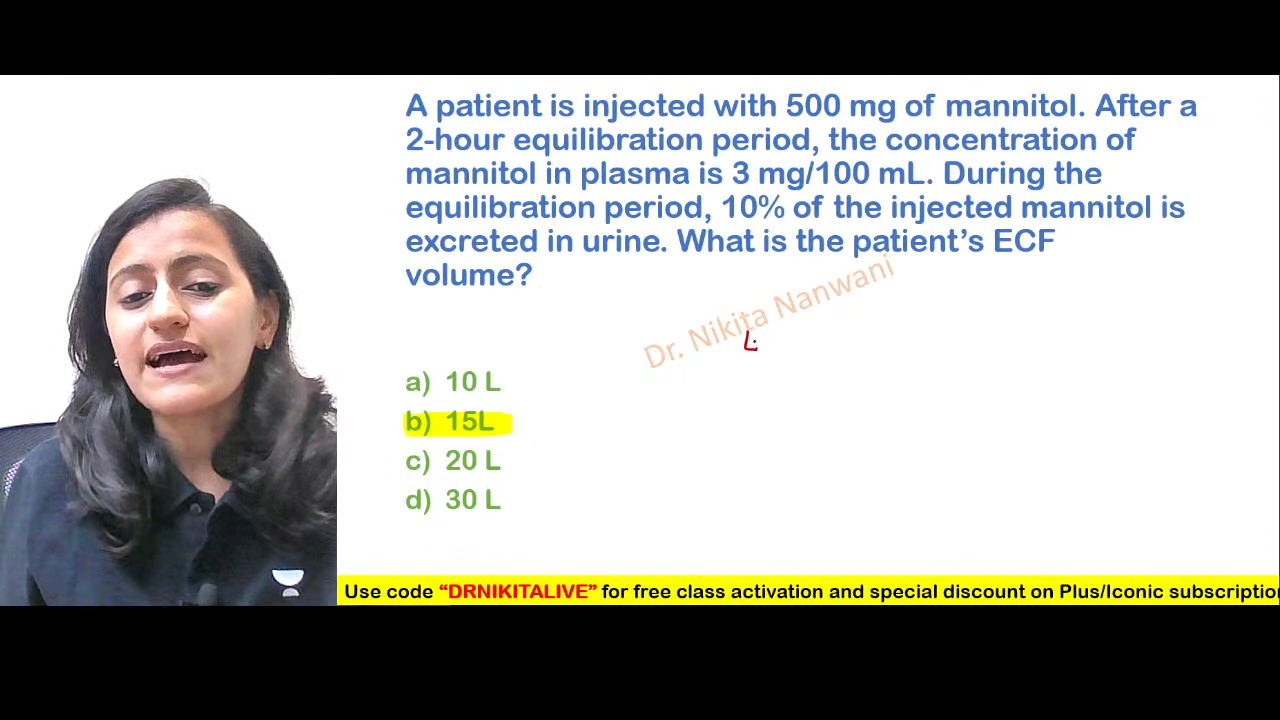 A patient is injected with 500 mg of mannitol. After a
2-hour equilibration period, the concentration of
mannitol in plasma is 3 mg/100 mL. During the
equilibration period, 10% of the injected mannitol is
excreted in urine. What is the patient's ECF
volume?
Dr. Nikita Nanwani
a) 10 L
b) 15L
c) 20 L
d) 30 L
Use code “DRNIKITALIVE” for free class activation and special discount on Plus/Iconic subscription